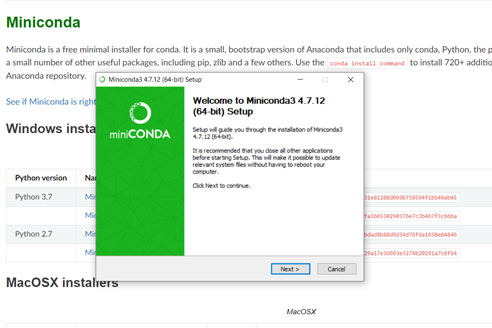 Miniconda
Miniconda is a free minimal installer for conda. It is a small, bootstrap version of Anaconda that includes only conda, Python, the p
a small number of other useful packages, including pip, zlib and a few others. Use the conda install command to install 720+ additio
Anaconda repository.
See if Miniconda is right
Windows insta
Python version
Na
Python 3.7
Min
Mi
Python 2.7
Min
Mi
Miniconda3 4.7.12 (64-bit) Setup
miniCONDA
Welcome to Miniconda3 4.7.12
(64-bit) Setup
Setup will guide you through the installation of Miniconda3
4.7.12 (64-bit).
It is recommended that you close all other applications
before starting Setup. This will make it possible to update
relevant system files without having to reboot your
computer.
Click Next to continue.
Next >
Cancel
MacOSX installers
MacOSX